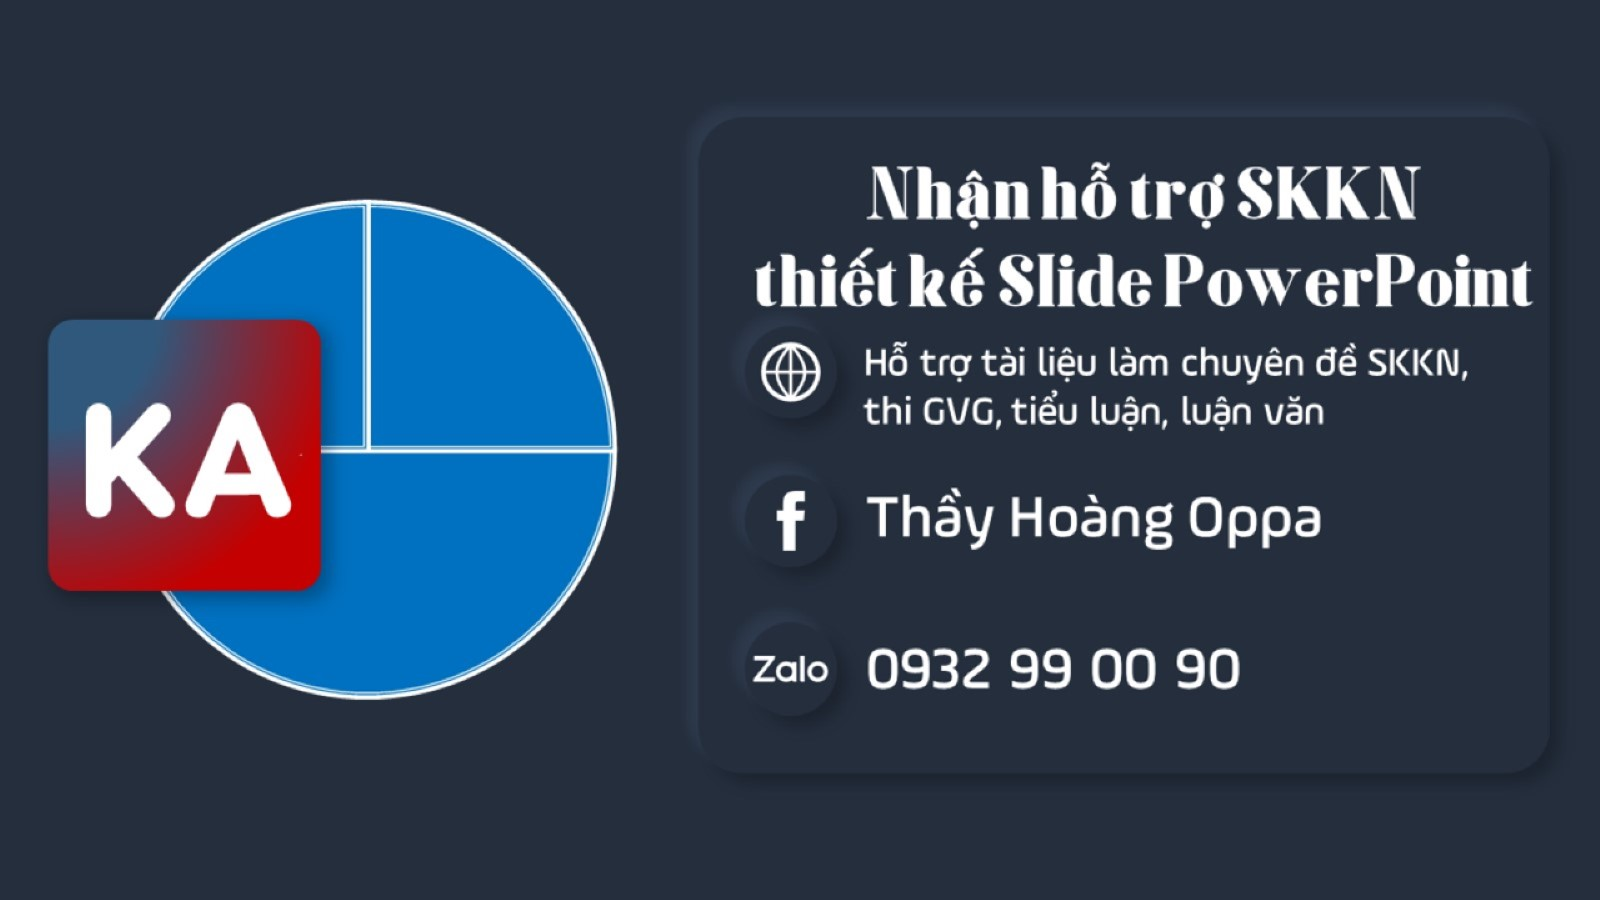 KA
Nhận hỗ trợ SKKN
thiết kế Slide PowerPoint
Hỗ trợ tài liệu làm chuyên đề SKKN,
thi GVG, tiểu luận, luận văn
f Thầy Hoàng Oppa
Zalo 0932 99 00 90